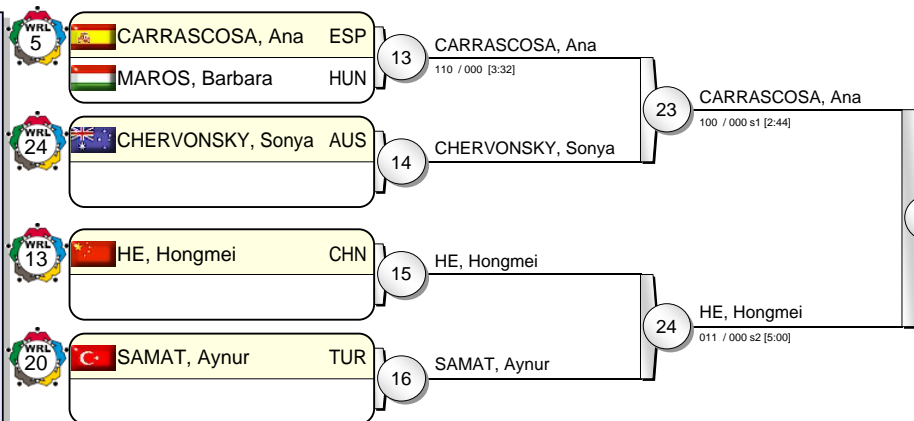 WRL
5
CARRASCOSA, Ana ESP
MAROS, Barbara HUN
13
CARRASCOSA, Ana
110 / 000 [3:32]
23
CARRASCOSA, Ana
100 / 000 s1 [2:44]
WRL
24
CHERVONSKY, Sonya AUS
14
CHERVONSKY, Sonya
WRL
13
HE, Hongmei CHN
15
HE, Hongmei
24
HE, Hongmei
011 / 000 s2 [5:00]
WRL
20
SAMAT, Aynur TUR
16
SAMAT, Aynur